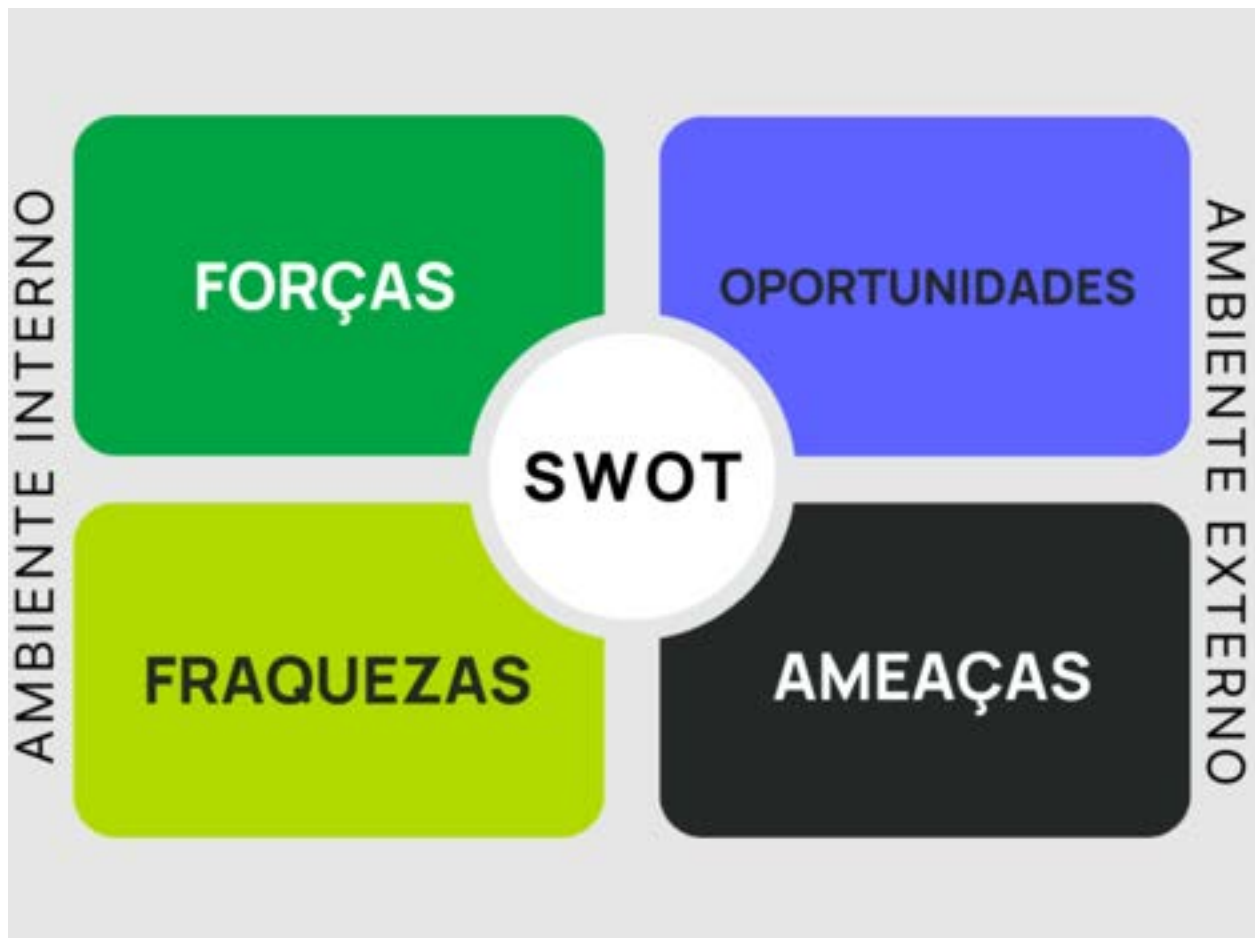 AMBIENTE INTERNO
FORÇAS
OPORTUNIDADES
SWOT
FRAQUEZAS
AMEAÇAS
AMBIENTE EXTERNO